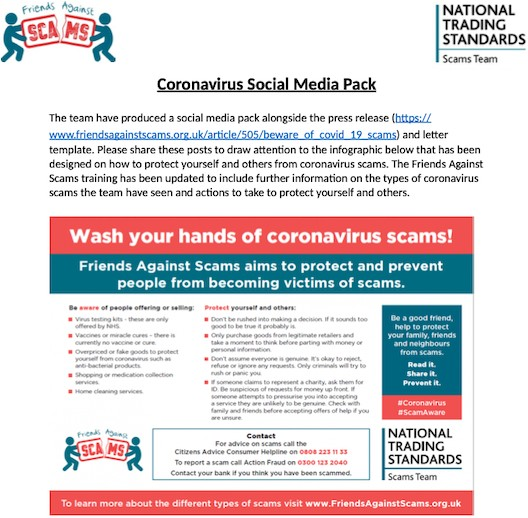 Friends Against
SCAMS
NATIONAL
TRADING
STANDARDS
Scams Team
Coronavirus Social Media Pack
The team have produced a social media pack alongside the press release (https://
www.friendsagainstscams.org.uk/article/505/beware_of_covid_19_scams) and letter
template. Please share these posts to draw attention to the infographic below that has been
designed on how to protect yourself and others from coronavirus scams. The Friends Against
Scams training has been updated to include further information on the types of coronavirus
scams the team have seen and actions to take to protect yourself and others.
Wash your hands of coronavirus scams!
Friends Against Scams aims to protect and prevent
people from becoming victims of scams.
Be aware of people offering or selling:
Virus testing kits - these are only
offered by NHS.
Vaccines or miracle cures – there is
currently no vaccine or cure.
Overpriced or fake goods to protect
yourself from coronavirus such as
anti-bacterial products.
Shopping or medication collection
services.
Home cleaning services.
Protect yourself and others:
Don't be rushed into making a decision. If it sounds too
good to be true it probably is.
Only purchase goods from legitimate retailers and
take a moment to think before parting with money or
personal information.
Don't assume everyone is genuine. It's okay to reject,
refuse or ignore any requests. Only criminals will try to
rush or panic you.
If someone claims to represent a charity, ask them for
ID. Be suspicious of requests for money up front. If
someone attempts to pressurise you into accepting
a service they are unlikely to be genuine. Check with
family and friends before accepting offers of help if you
are unsure.
Be a good friend,
help to protect
your family, friends
and neighbours
from scams.
Read it.
Share it.
Prevent it.
#Coronavirus
#ScamAware
Friends Against
SCAMS
Contact
For advice on scams call the
Citizens Advice Consumer Helpline on 0808 223 11 33
To report a scam call Action Fraud on 0300 123 2040
Contact your bank if you think you have been scammed.
NATIONAL
TRADING
STANDARDS
Scams Team
To learn more about the different types of scams visit www.FriendsAgainstScams.org.uk